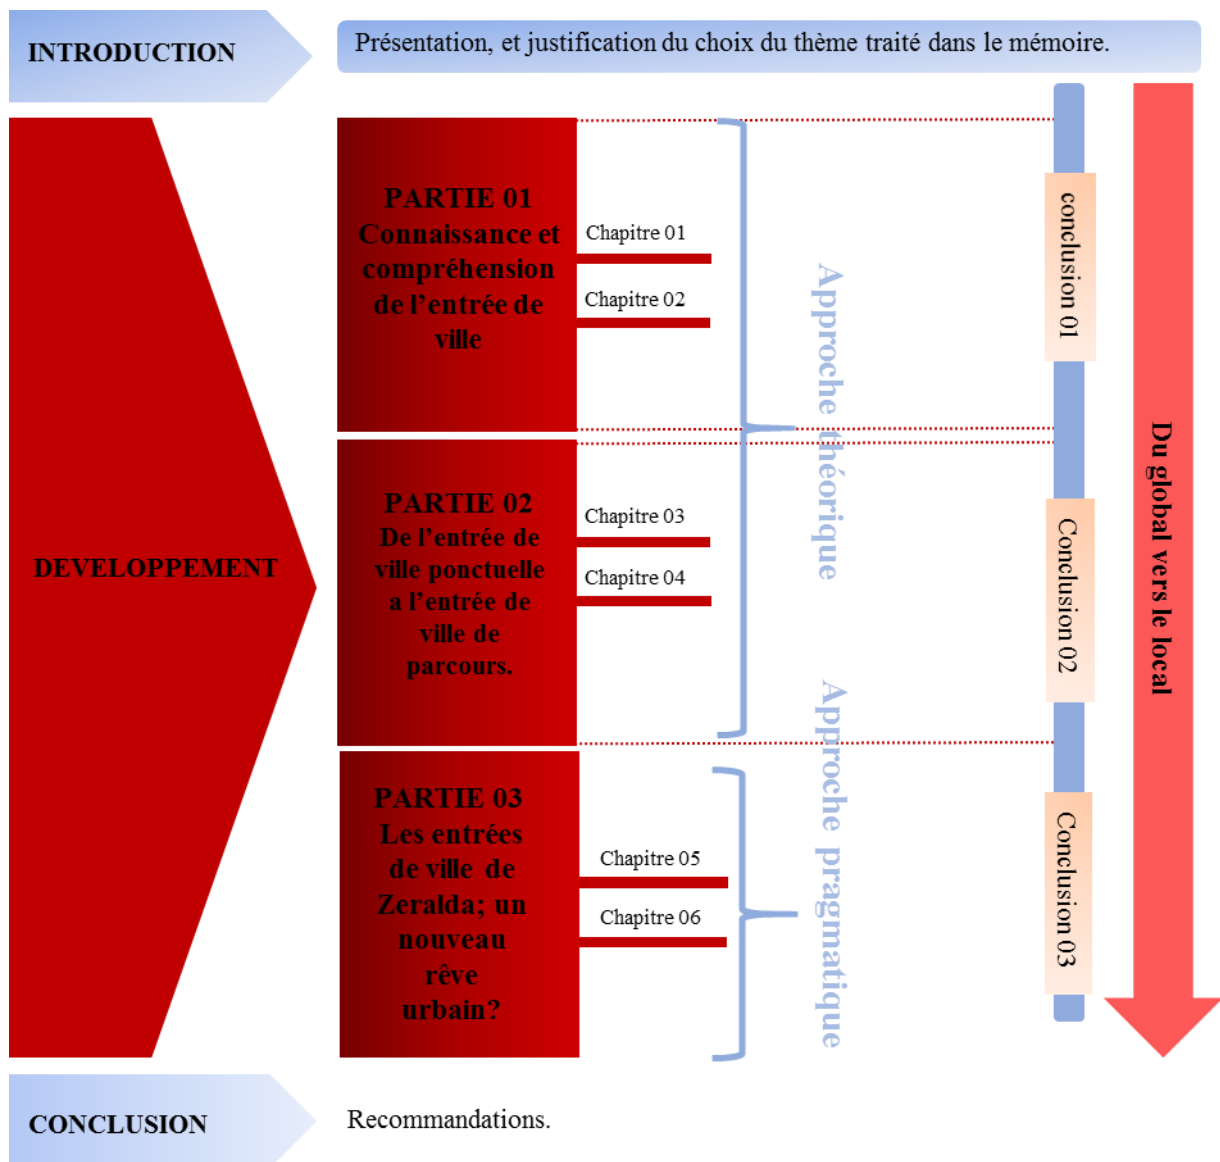 INTRODUCTION
Présentation, et justification du choix du thème traité dans le mémoire.
DEVELOPPEMENT
PARTIE 01
Connaissance et
compréhension
de l’entrée de
ville
Chapitre 01
Chapitre 02
PARTIE 02
De l’entrée de
ville ponctuelle
a l’entrée de
ville de
parcours.
Chapitre 03
Chapitre 04
PARTIE 03
Les entrées
de ville de
Zeralda; un
nouveau
rêve
urbain?
Chapitre 05
Chapitre 06
Approche théorique
Approche pragmatique
conclusion 01
Conclusion 02
Conclusion 03
Du global vers le local
CONCLUSION
Recommandations.